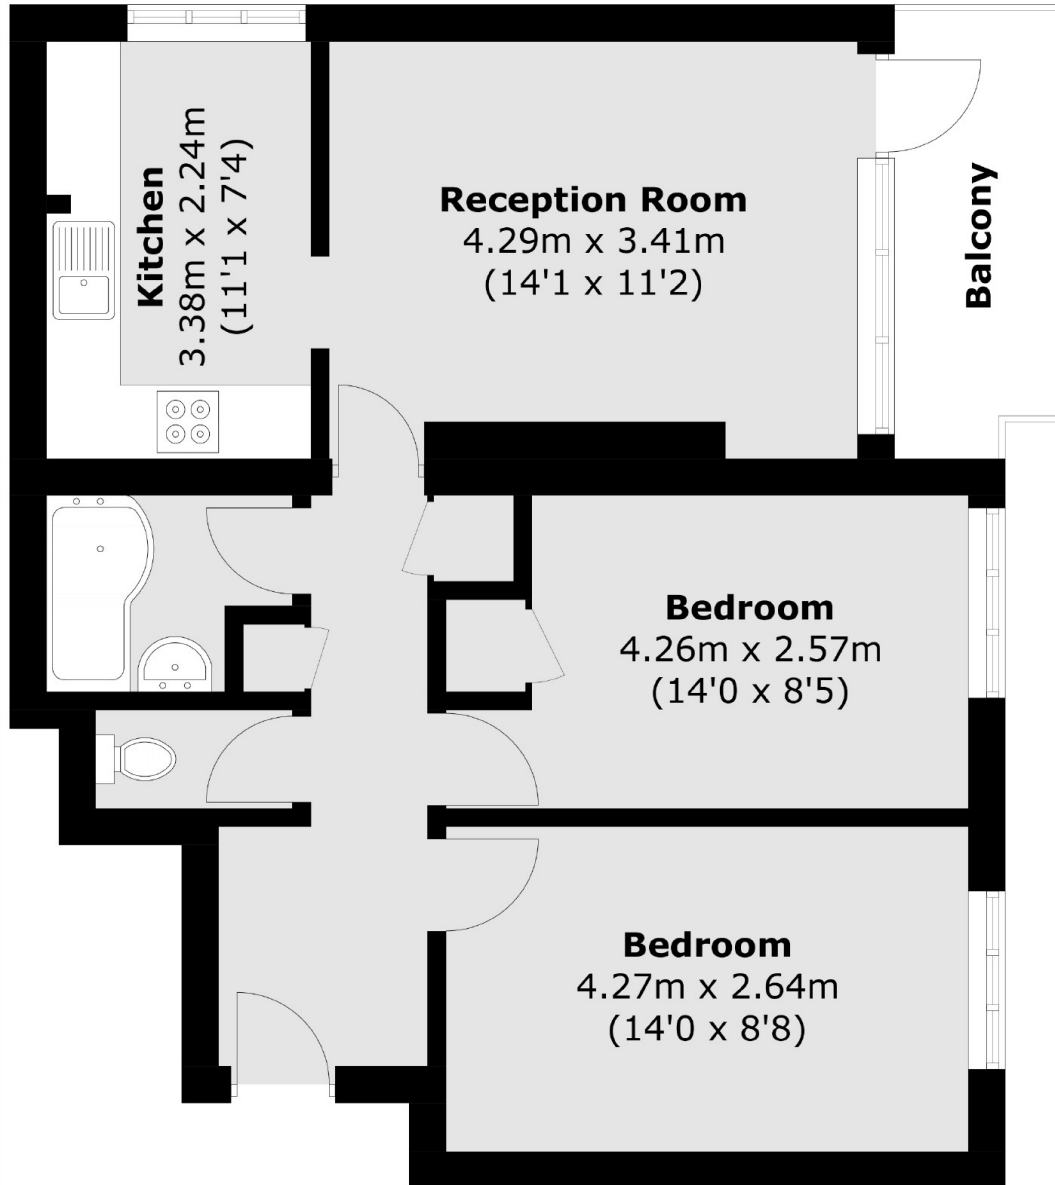 Kitchen
3.38m x 2.24m
(11'1 x 7'4)
Reception Room
4.29m x 3.41m
(14'1 x 11'2)
Balcony
Bedroom
4.26m x 2.57m
(14'0 x 8'5)
Bedroom
4.27m x 2.64m
(14'0 x 8'8)